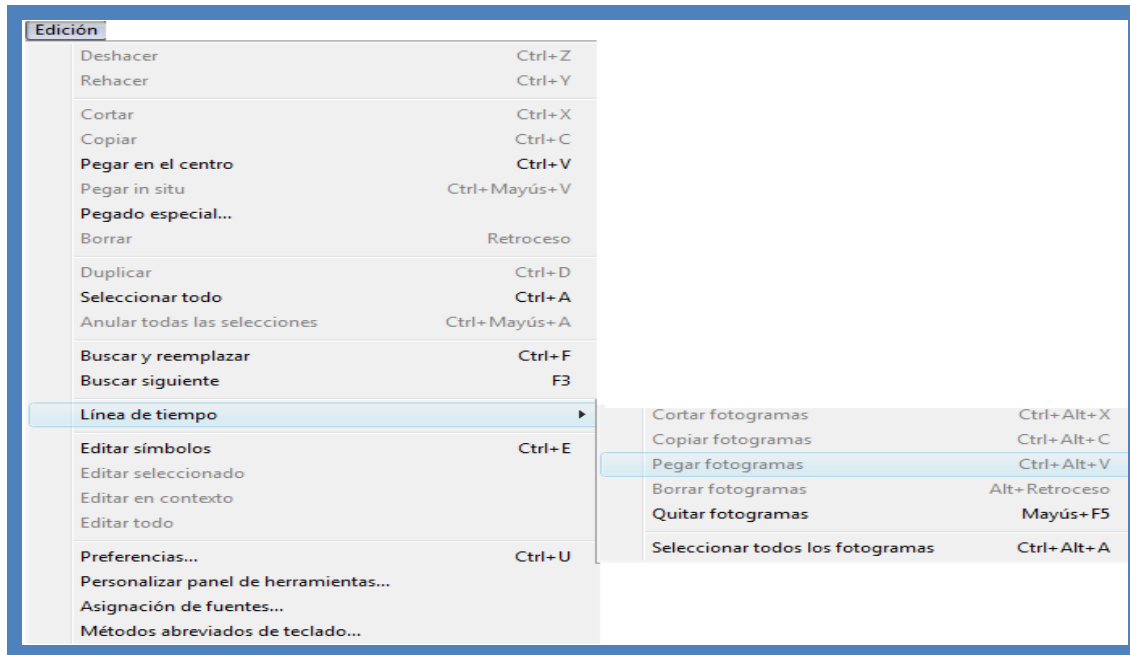 Edición
Deshacer Ctrl+Z
Rehacer Ctrl+Y
Cortar Ctrl+X
Copiar Ctrl+C
Pegar en el centro Ctrl+V
Pegar in situ Ctrl+Mayús+V
Pegado especial...
Borrar Retroceso
Duplicar Ctrl+D
Seleccionar todo Ctrl+A
Anular todas las selecciones Ctrl+Mayús+A
Buscar y reemplazar Ctrl+F
Buscar siguiente F3
Línea de tiempo
Editar símbolos Ctrl+E
Editar seleccionado
Editar en contexto
Editar todo
Preferencias... Ctrl+U
Personalizar panel de herramientas...
Asignación de fuentes...
Métodos abreviados de teclado...
Cortar fotogramas Ctrl+Alt+X
Copiar fotogramas Ctrl+Alt+C
Pegar fotogramas Ctrl+Alt+V
Borrar fotogramas Alt+Retroceso
Quitar fotogramas Mayús+F5
Seleccionar todos los fotogramas Ctrl+Alt+A